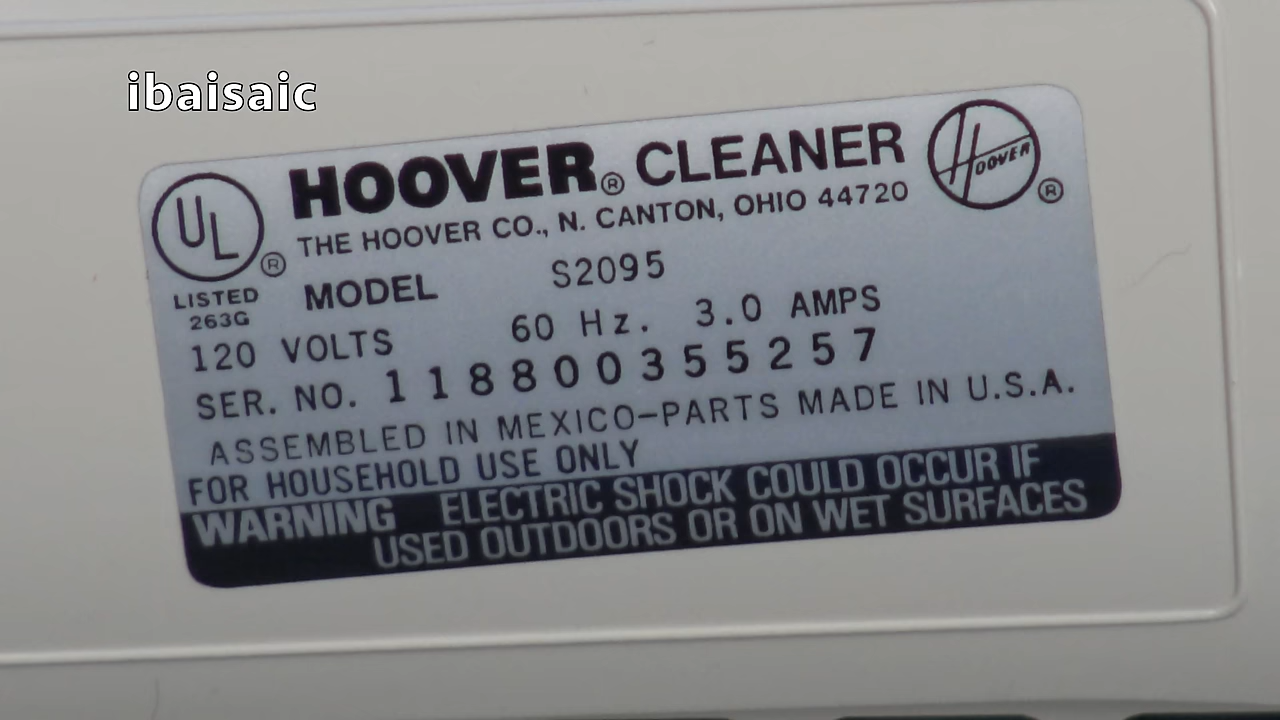 ibaisaic
HOOVER® CLEANER
THE HOOVER CO., N. CANTON, OHIO 44720
HOOVER ®
UL ®
LISTED
263G
MODEL S2095
120 VOLTS 60 Hz. 3.0 AMPS
SER. NO. 118800355257
ASSEMBLED IN MEXICO-PARTS MADE IN U.S.A.
FOR HOUSEHOLD USE ONLY
WARNING ELECTRIC SHOCK COULD OCCUR IF
USED OUTDOORS OR ON WET SURFACES